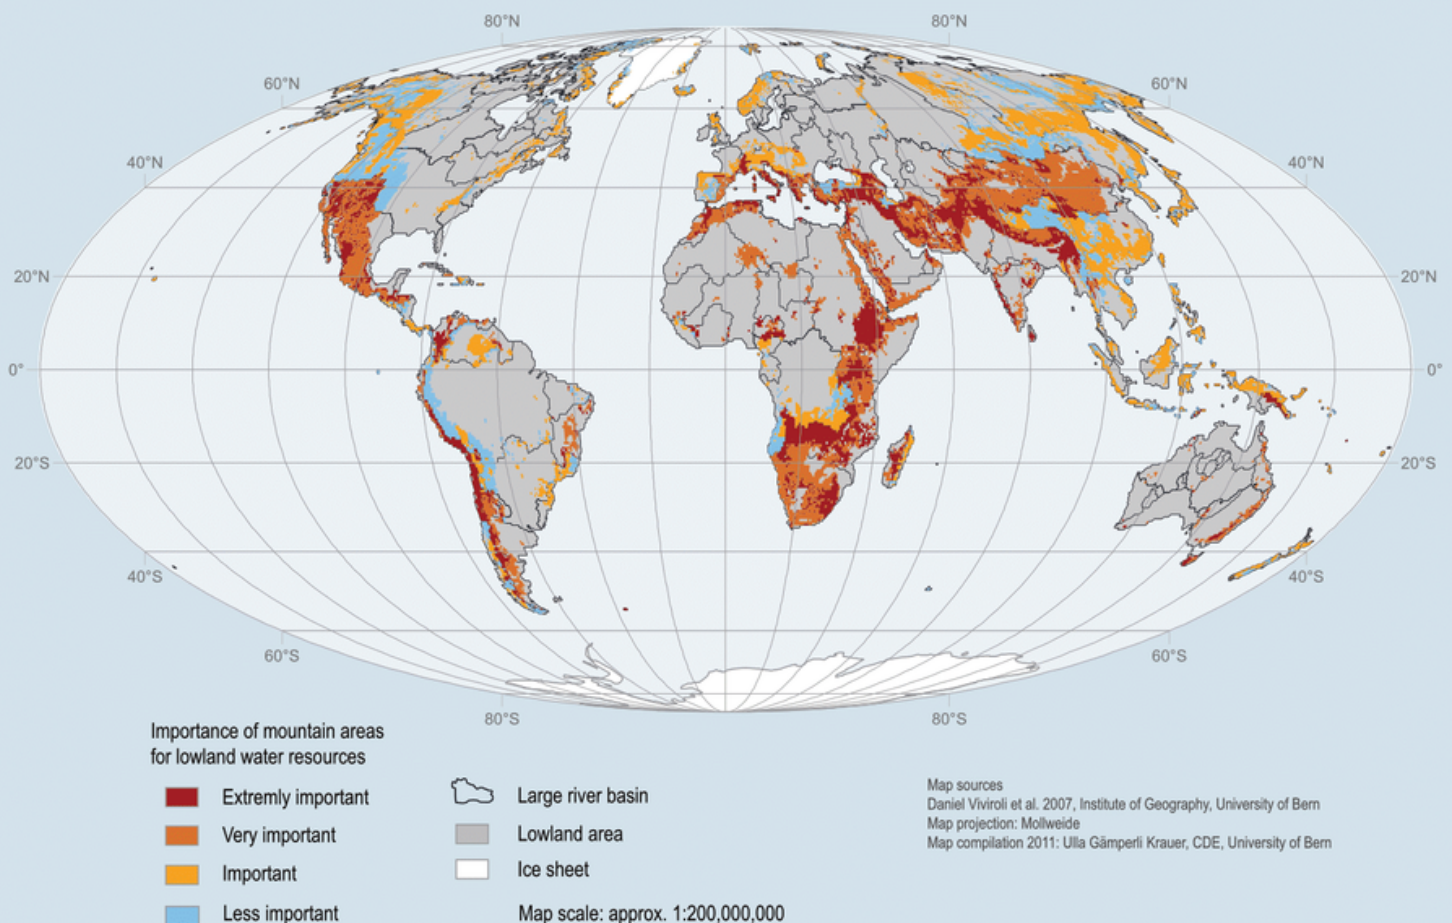 80°N
80°N
60°N
60°N
40°N
40°N
20°N
20°N
0°
0°
20°S
20°S
40°S
40°S
60°S
60°S
80°S
80°S
Importance of mountain areas
for lowland water resources
Extremly important
Very important
Important
Less important
Large river basin
Lowland area
Ice sheet
Map scale: approx. 1:200,000,000
Map sources
Daniel Viviroli et al. 2007, Institute of Geography, University of Bern
Map projection: Mollweide
Map compilation 2011: Ulla Gämperli Krauer, CDE, University of Bern